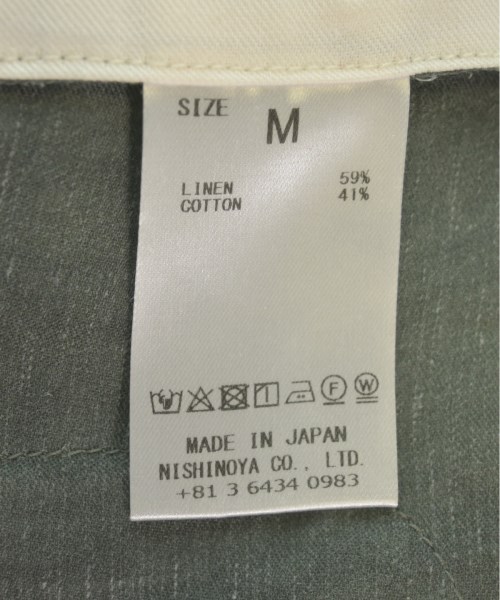 SIZE M
LINEN 59%
COTTON 41%
F W
MADE IN JAPAN
NISHINOYA CO., LTD.
+81 3 6434 0983